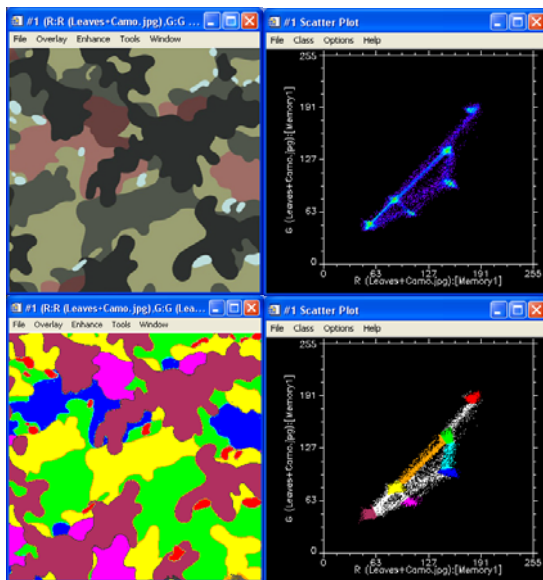 #1 (R:R (Leaves+Camo.jpg),G:G ...
File Overlay Enhance Tools Window
#1 Scatter Plot
File Class Options Help
255
191
127
63
0
G (Leaves+Camo.jpg):[Memory1]
0 63 127 191 255
R (Leaves+Camo.jpg):[Memory1]
#1 (R:R (Leaves+Camo.jpg),G:G (Lea...
File Overlay Enhance Tools Window
#1 Scatter Plot
File Class Options Help
255
191
127
63
0
G (Leaves+Camo.jpg):[Memory1]
0 63 127 191 255
R (Leaves+Camo.jpg):[Memory1]